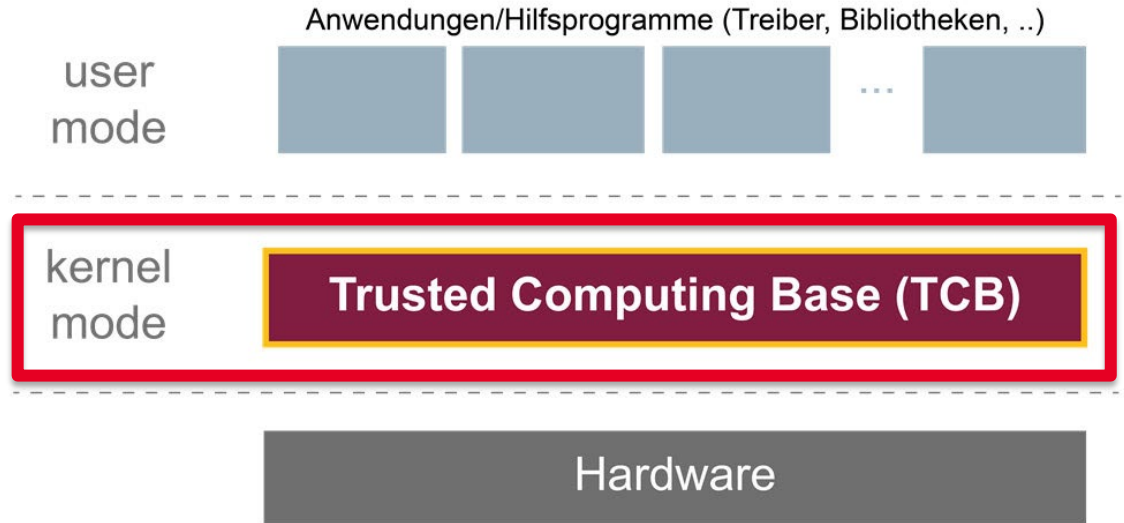 Anwendungen/Hilfsprogramme (Treiber, Bibliotheken, ..)
user
mode
...
kernel
mode
Trusted Computing Base (TCB)
Hardware